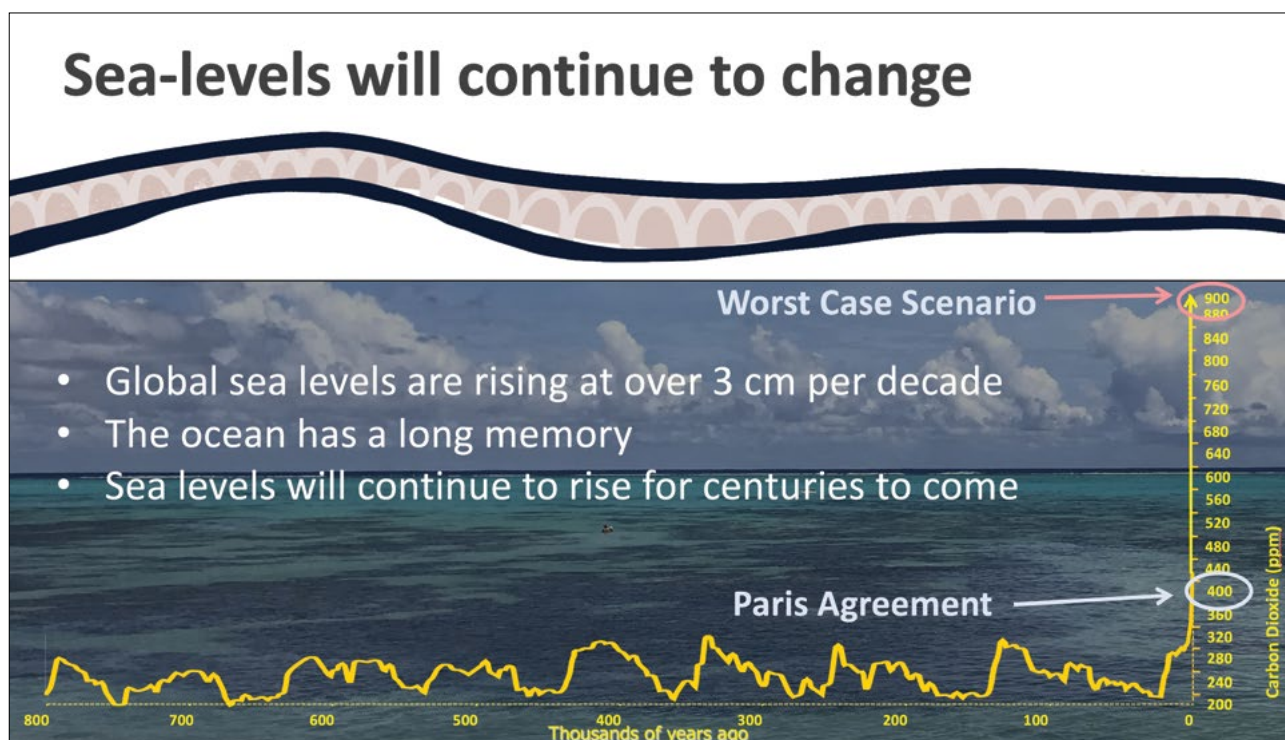 Sea-levels will continue to change
Worst Case Scenario
• Global sea levels are rising at over 3 cm per decade
• The ocean has a long memory
• Sea levels will continue to rise for centuries to come
Paris Agreement
900
880
840
800
760
720
680
640
600
560
520
480
440
400
360
320
280
240
200
Carbon Dioxide (ppm)
800 700 600 500 400 300 200 100 0
Thousands of years ago